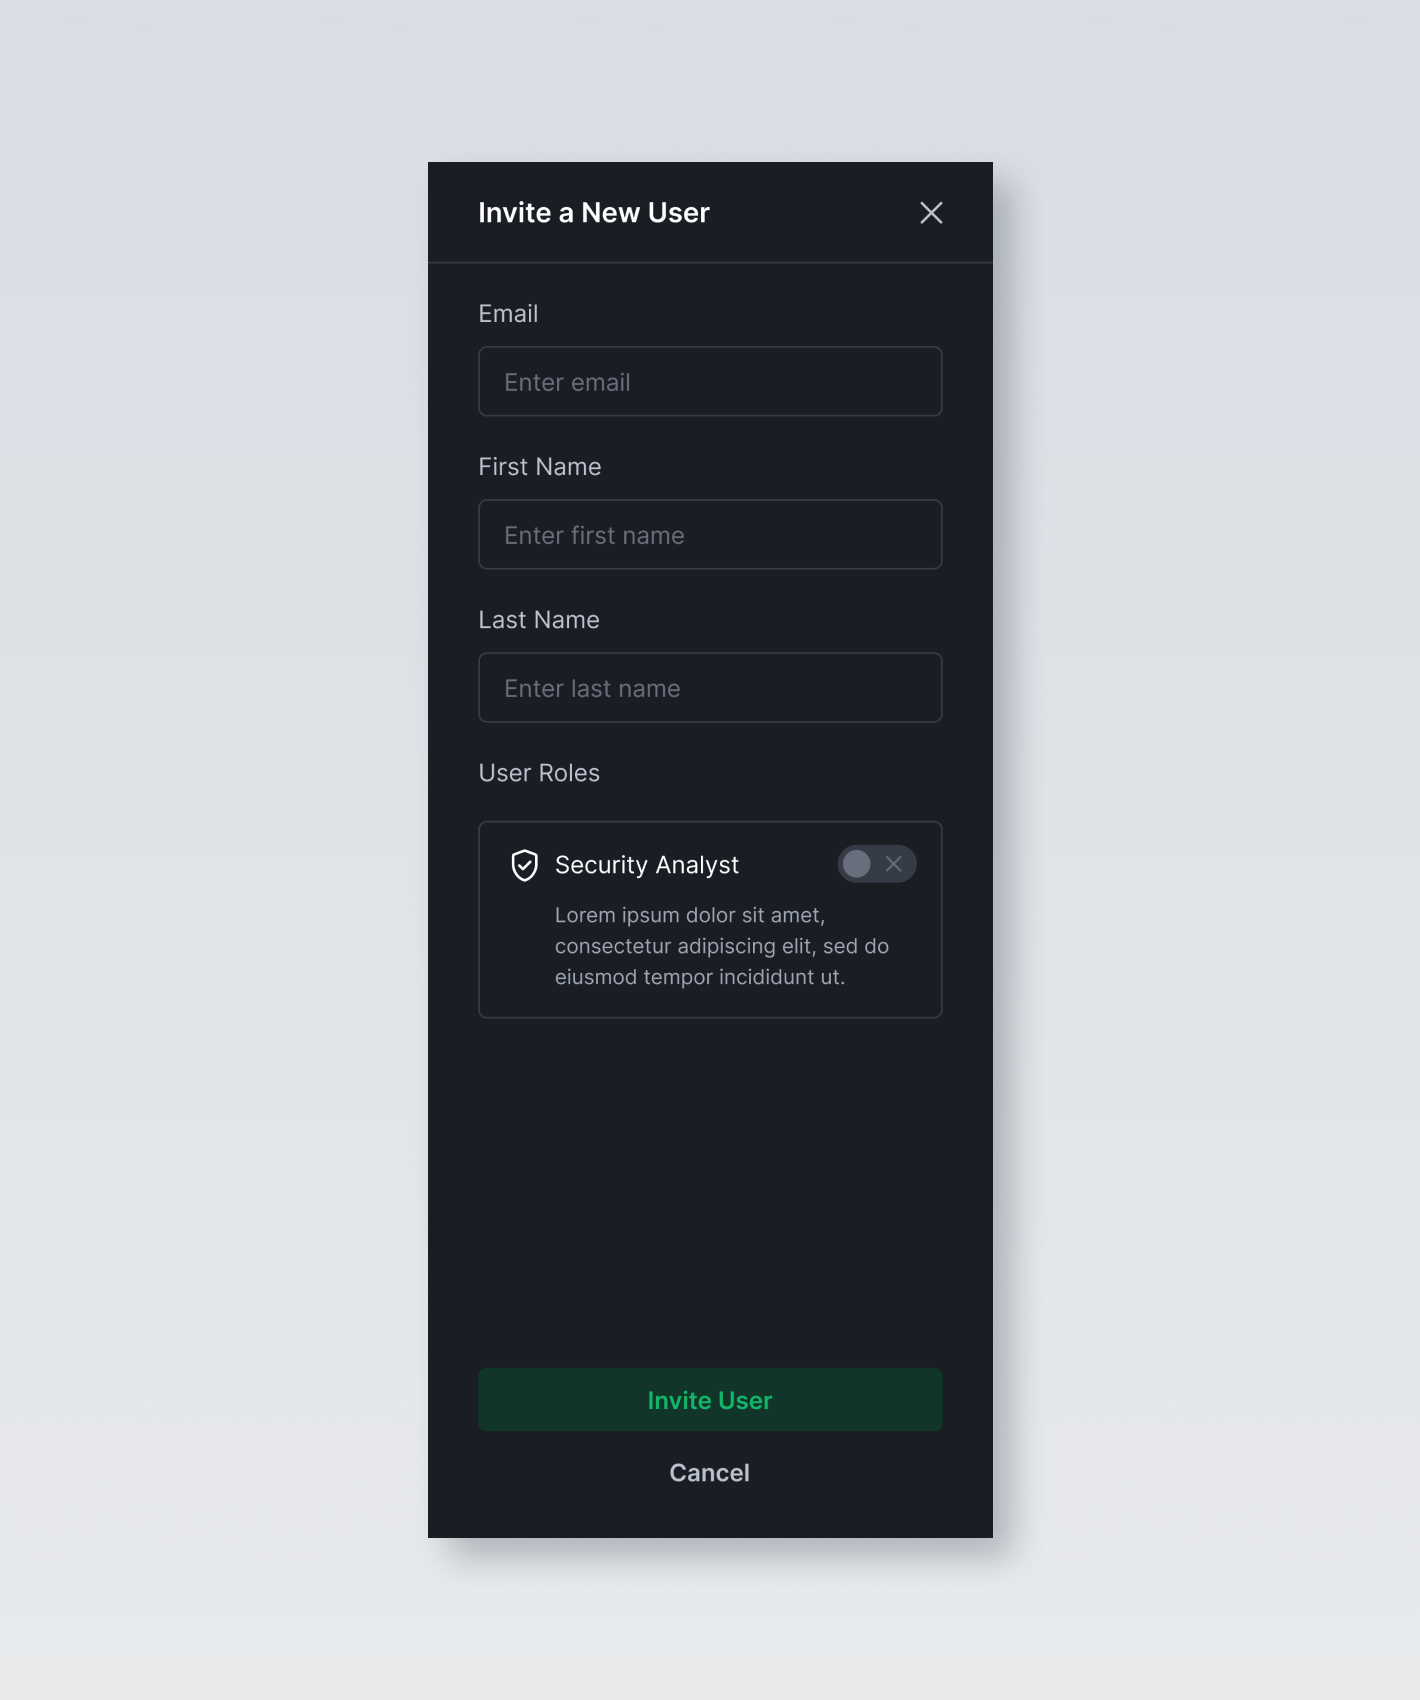 Invite a New User
Email
Enter email
First Name
Enter first name
Last Name
Enter last name
User Roles
Security Analyst
Lorem ipsum dolor sit amet,
consectetur adipiscing elit, sed do
eiusmod tempor incididunt ut.
Invite User
Cancel